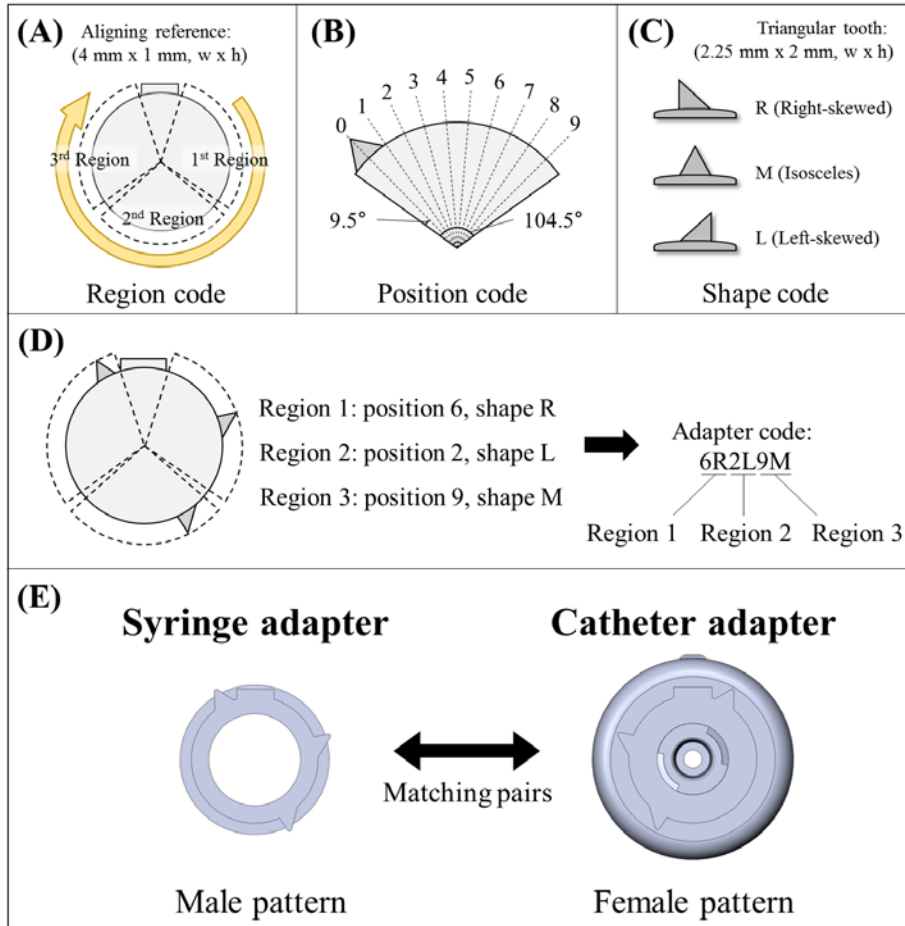 (A)
Aligning reference:
(4 mm x 1 mm, w x h)
3rd Region
1st Region
2nd Region
Region code
(B)
0
1
2
3
4
5
6
7
8
9
9.5°
104.5°
Position code
(C)
Triangular tooth:
(2.25 mm x 2 mm, w x h)
R (Right-skewed)
M (Isosceles)
L (Left-skewed)
Shape code
(D)
Region 1: position 6, shape R
Region 2: position 2, shape L
Region 3: position 9, shape M
Adapter code:
6R2L9M
Region 1 Region 2 Region 3
(E)
Syringe adapter
Catheter adapter
Matching pairs
Male pattern
Female pattern